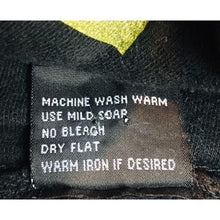 MACHINE WASH WARM
USE MILD SOAP
NO BLEACH
DRY FLAT
WARM IRON IF DESIRED